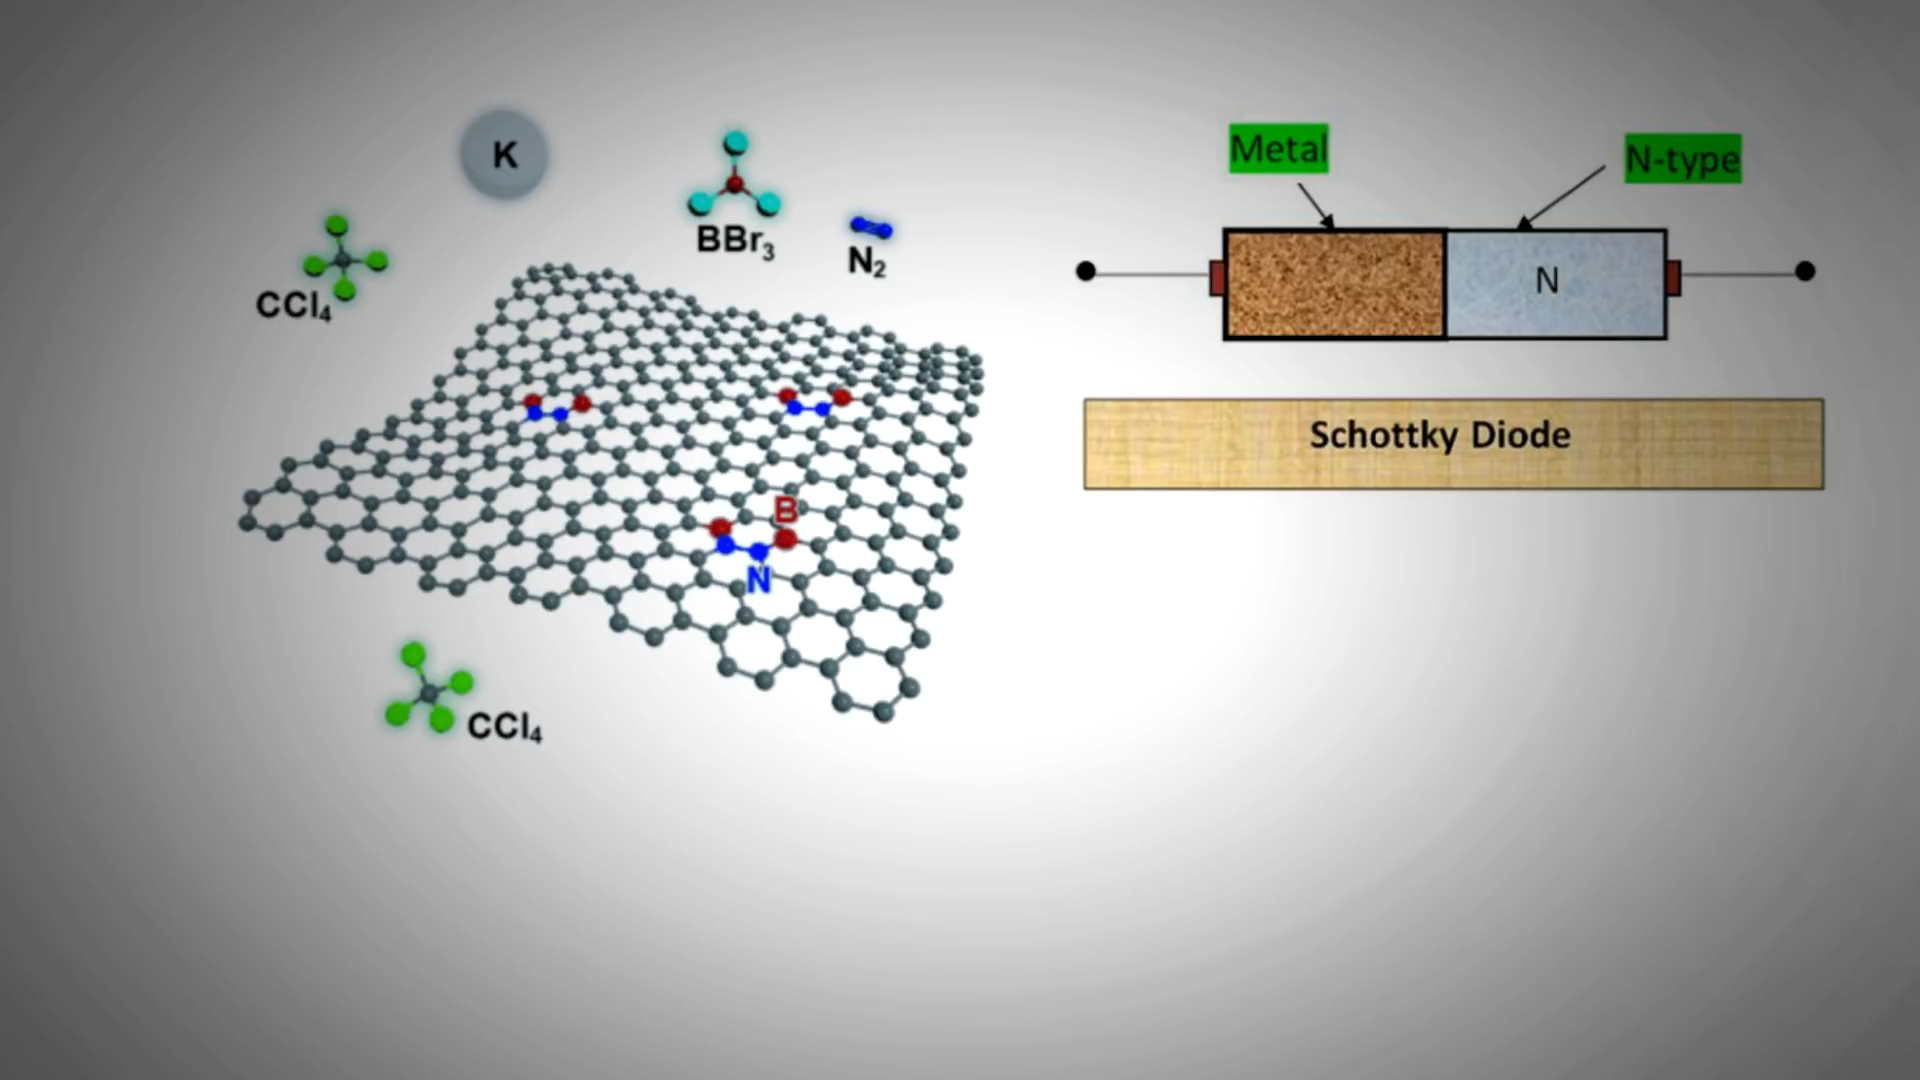 K
BBr₃
N₂
CCl₄
B
N
CCl₄
Metal
N-type
N
Schottky Diode